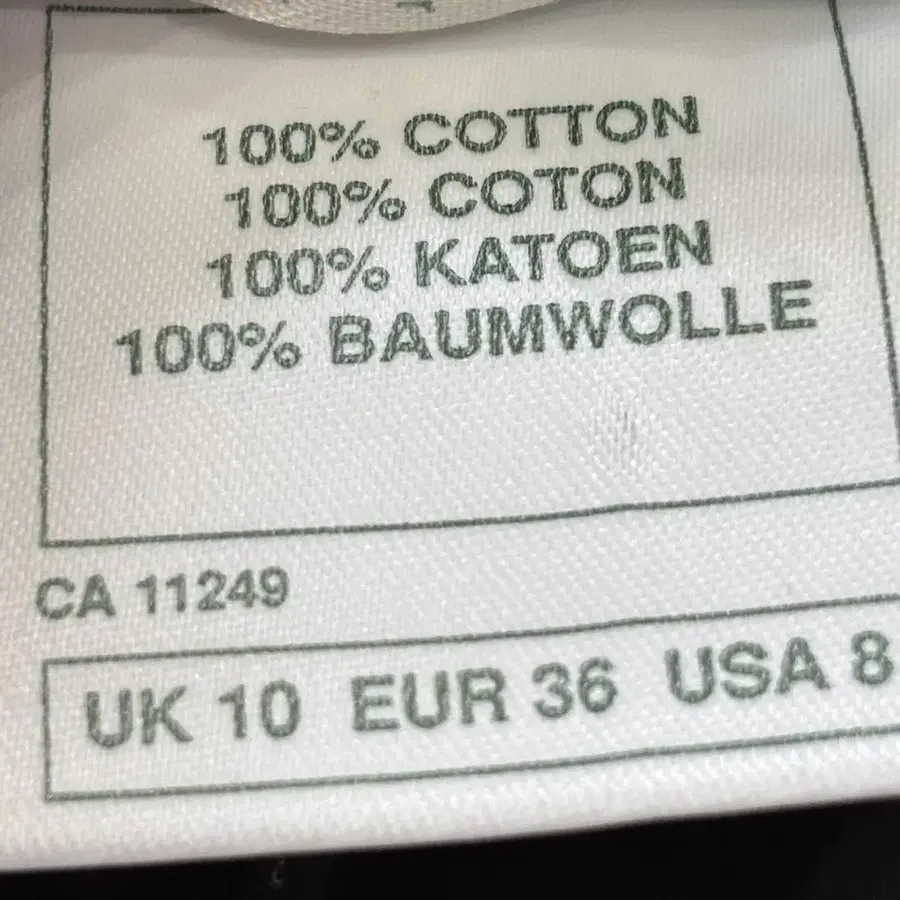 100% COTTON
100% COTON
100% KATOEN
100% BAUMWOLLE
CA 11249
UK 10 EUR 36 USA 8